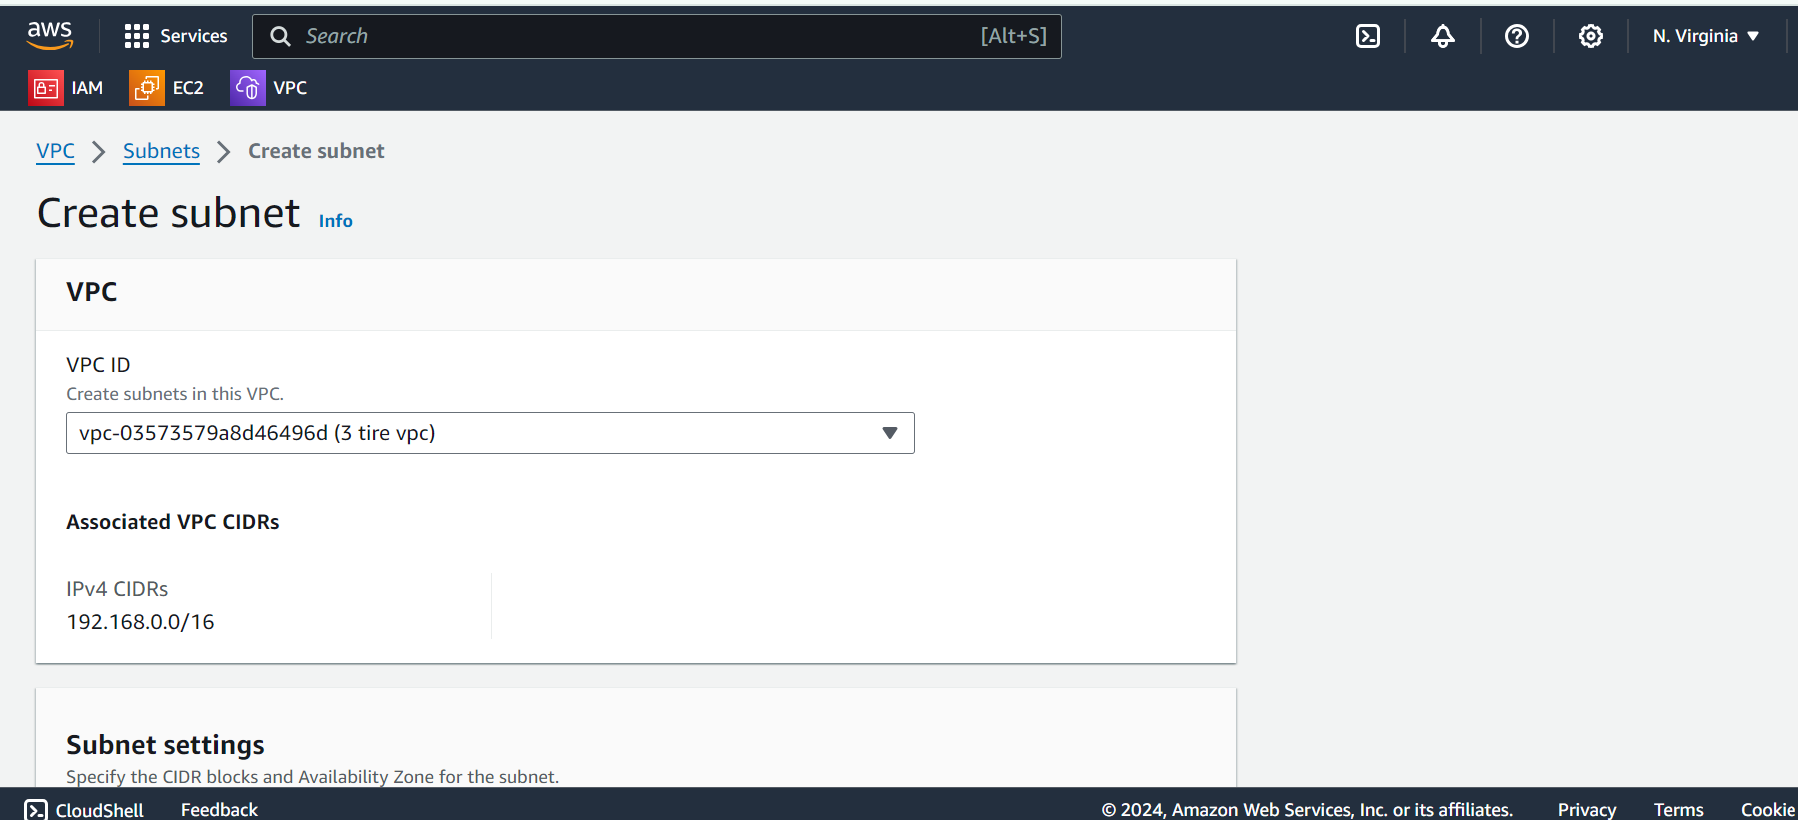 aws Services Search [Alt+S] N. Virginia
IAM EC2 VPC
VPC Subnets Create subnet
Create subnet Info
VPC
VPC ID
Create subnets in this VPC.
vpc-03573579a8d46496d (3 tire vpc)
Associated VPC CIDRs
IPv4 CIDRs
192.168.0.0/16
Subnet settings
Specify the CIDR blocks and Availability Zone for the subnet.
CloudShell Feedback © 2024, Amazon Web Services, Inc. or its affiliates. Privacy Terms Cookie